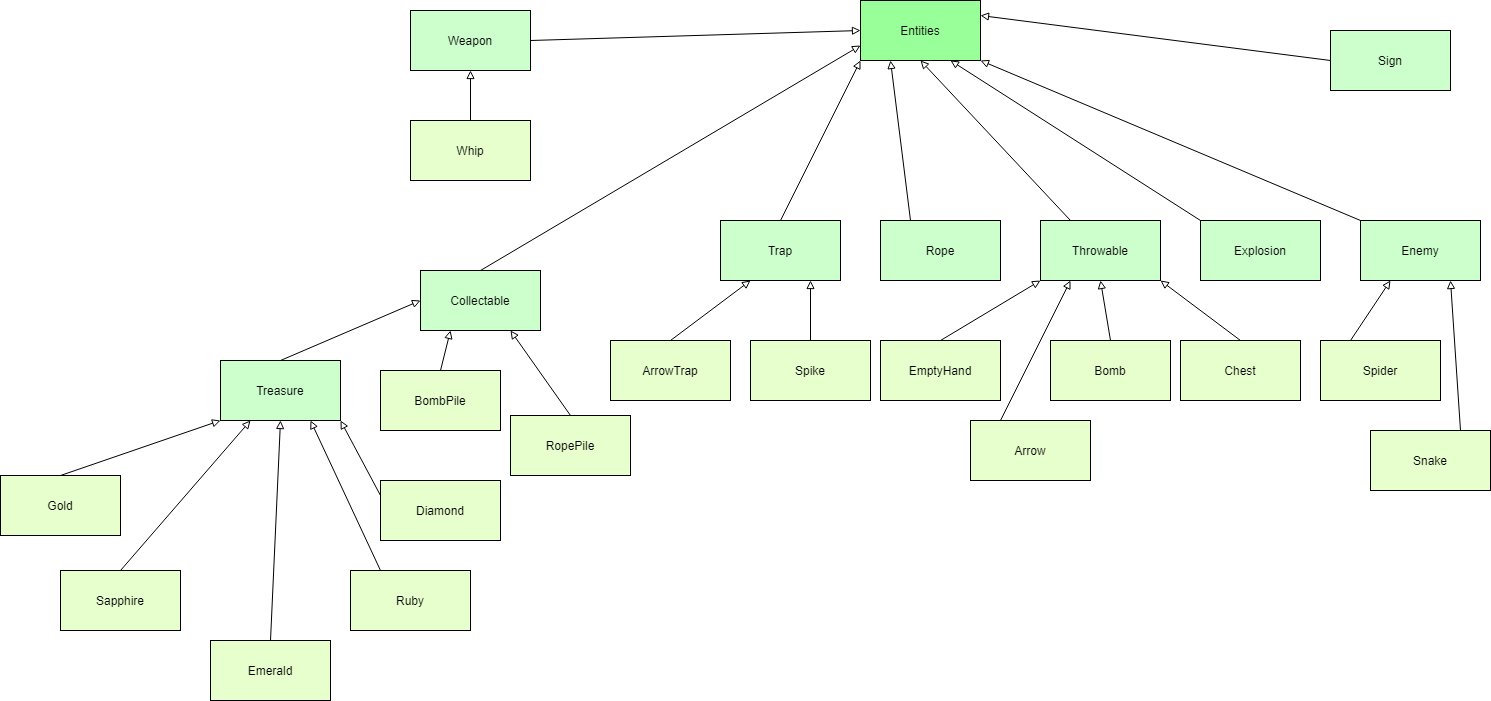 Entities
Weapon
Sign
Whip
Trap
Rope
Throwable
Explosion
Enemy
Collectable
ArrowTrap
Spike
EmptyHand
Bomb
Chest
Spider
Treasure
BombPile
RopePile
Arrow
Snake
Gold
Diamond
Sapphire
Ruby
Emerald